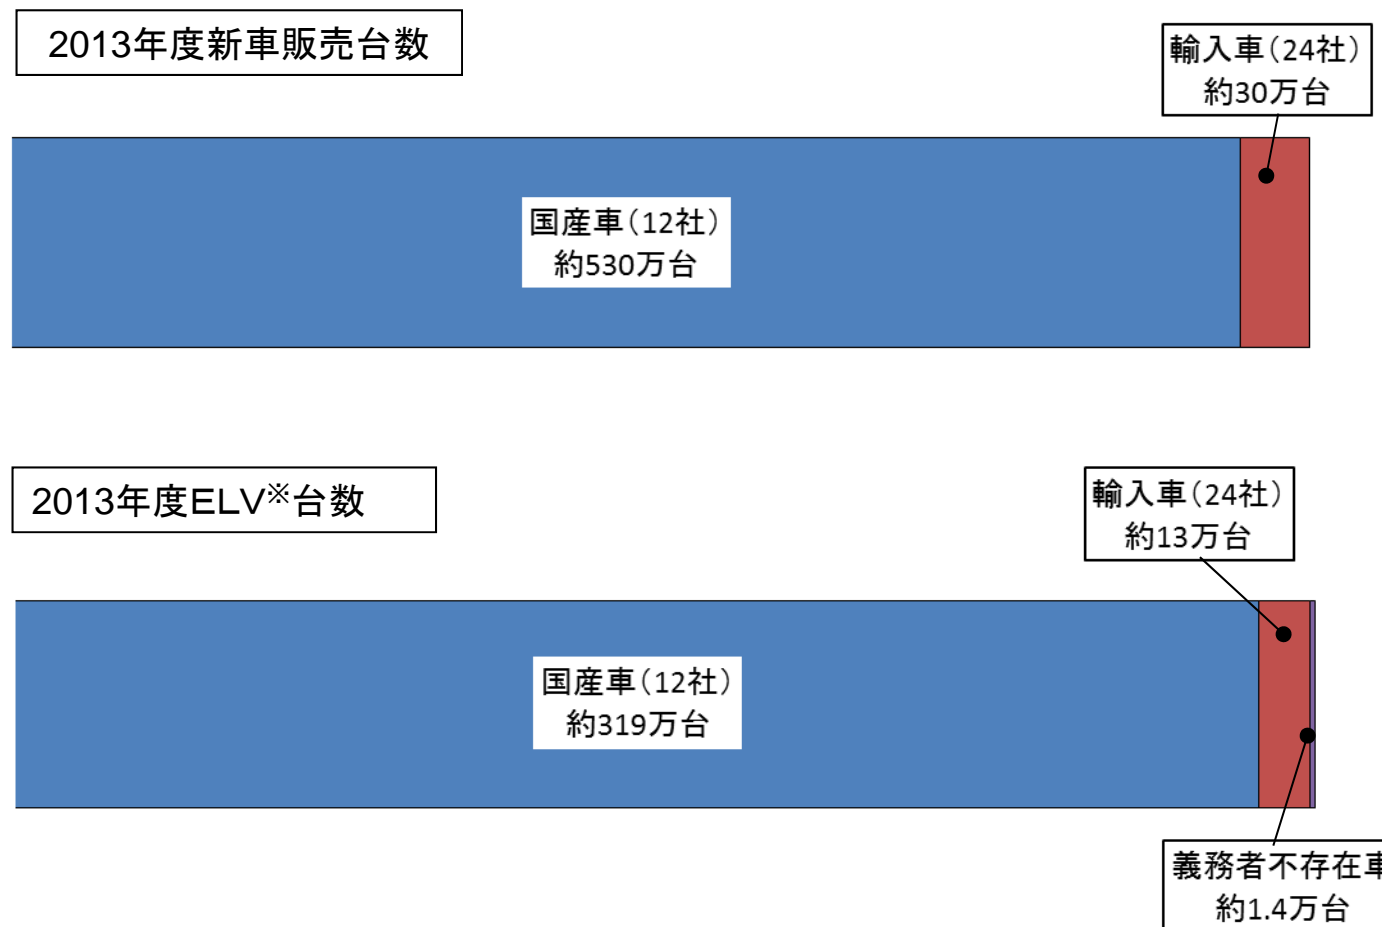 2013年度新車販売台数
輸入車（24社）
約30万台
国産車（12社）
約530万台
2013年度ELV※台数
輸入車（24社）
約13万台
国産車（12社）
約319万台
義務者不存在車
約1.4万台